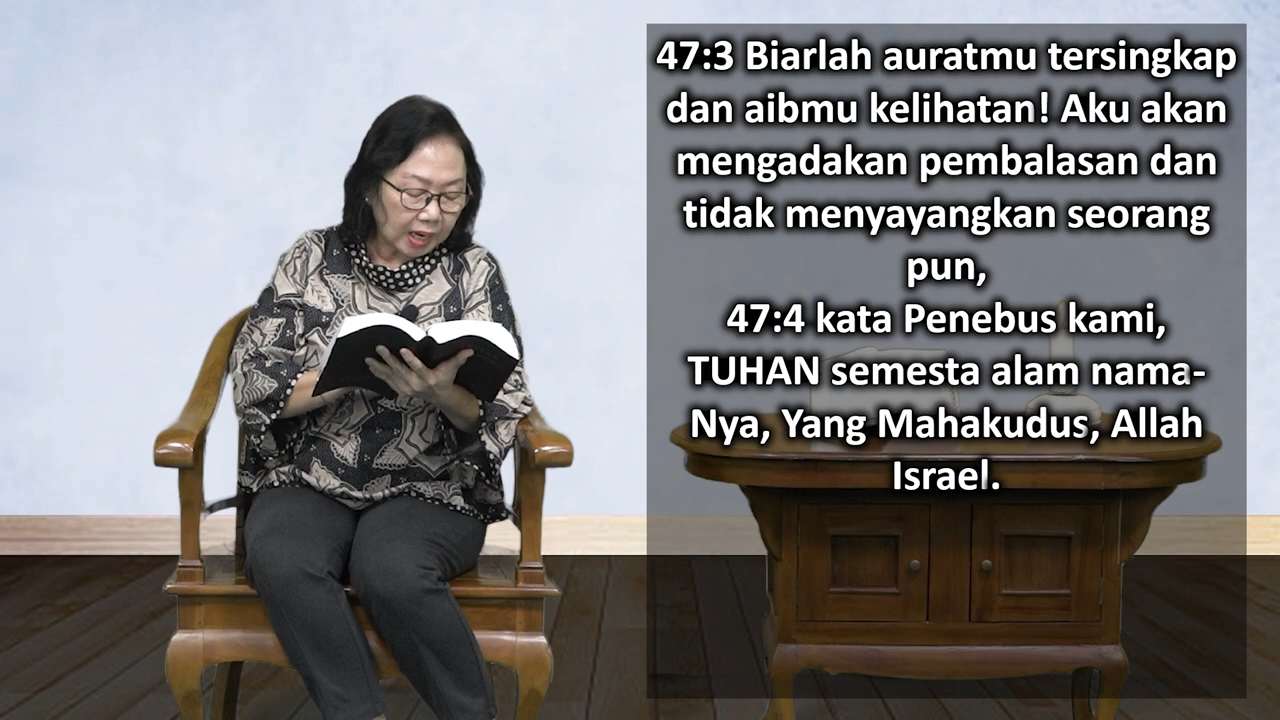 47:3 Biarlah auratmu tersingkap
dan aibmu kelihatan! Aku akan
mengadakan pembalasan dan
tidak menyayangkan seorang
pun,
47:4 kata Penebus kami,
TUHAN semesta alam nama-
Nya, Yang Mahakudus, Allah
Israel.